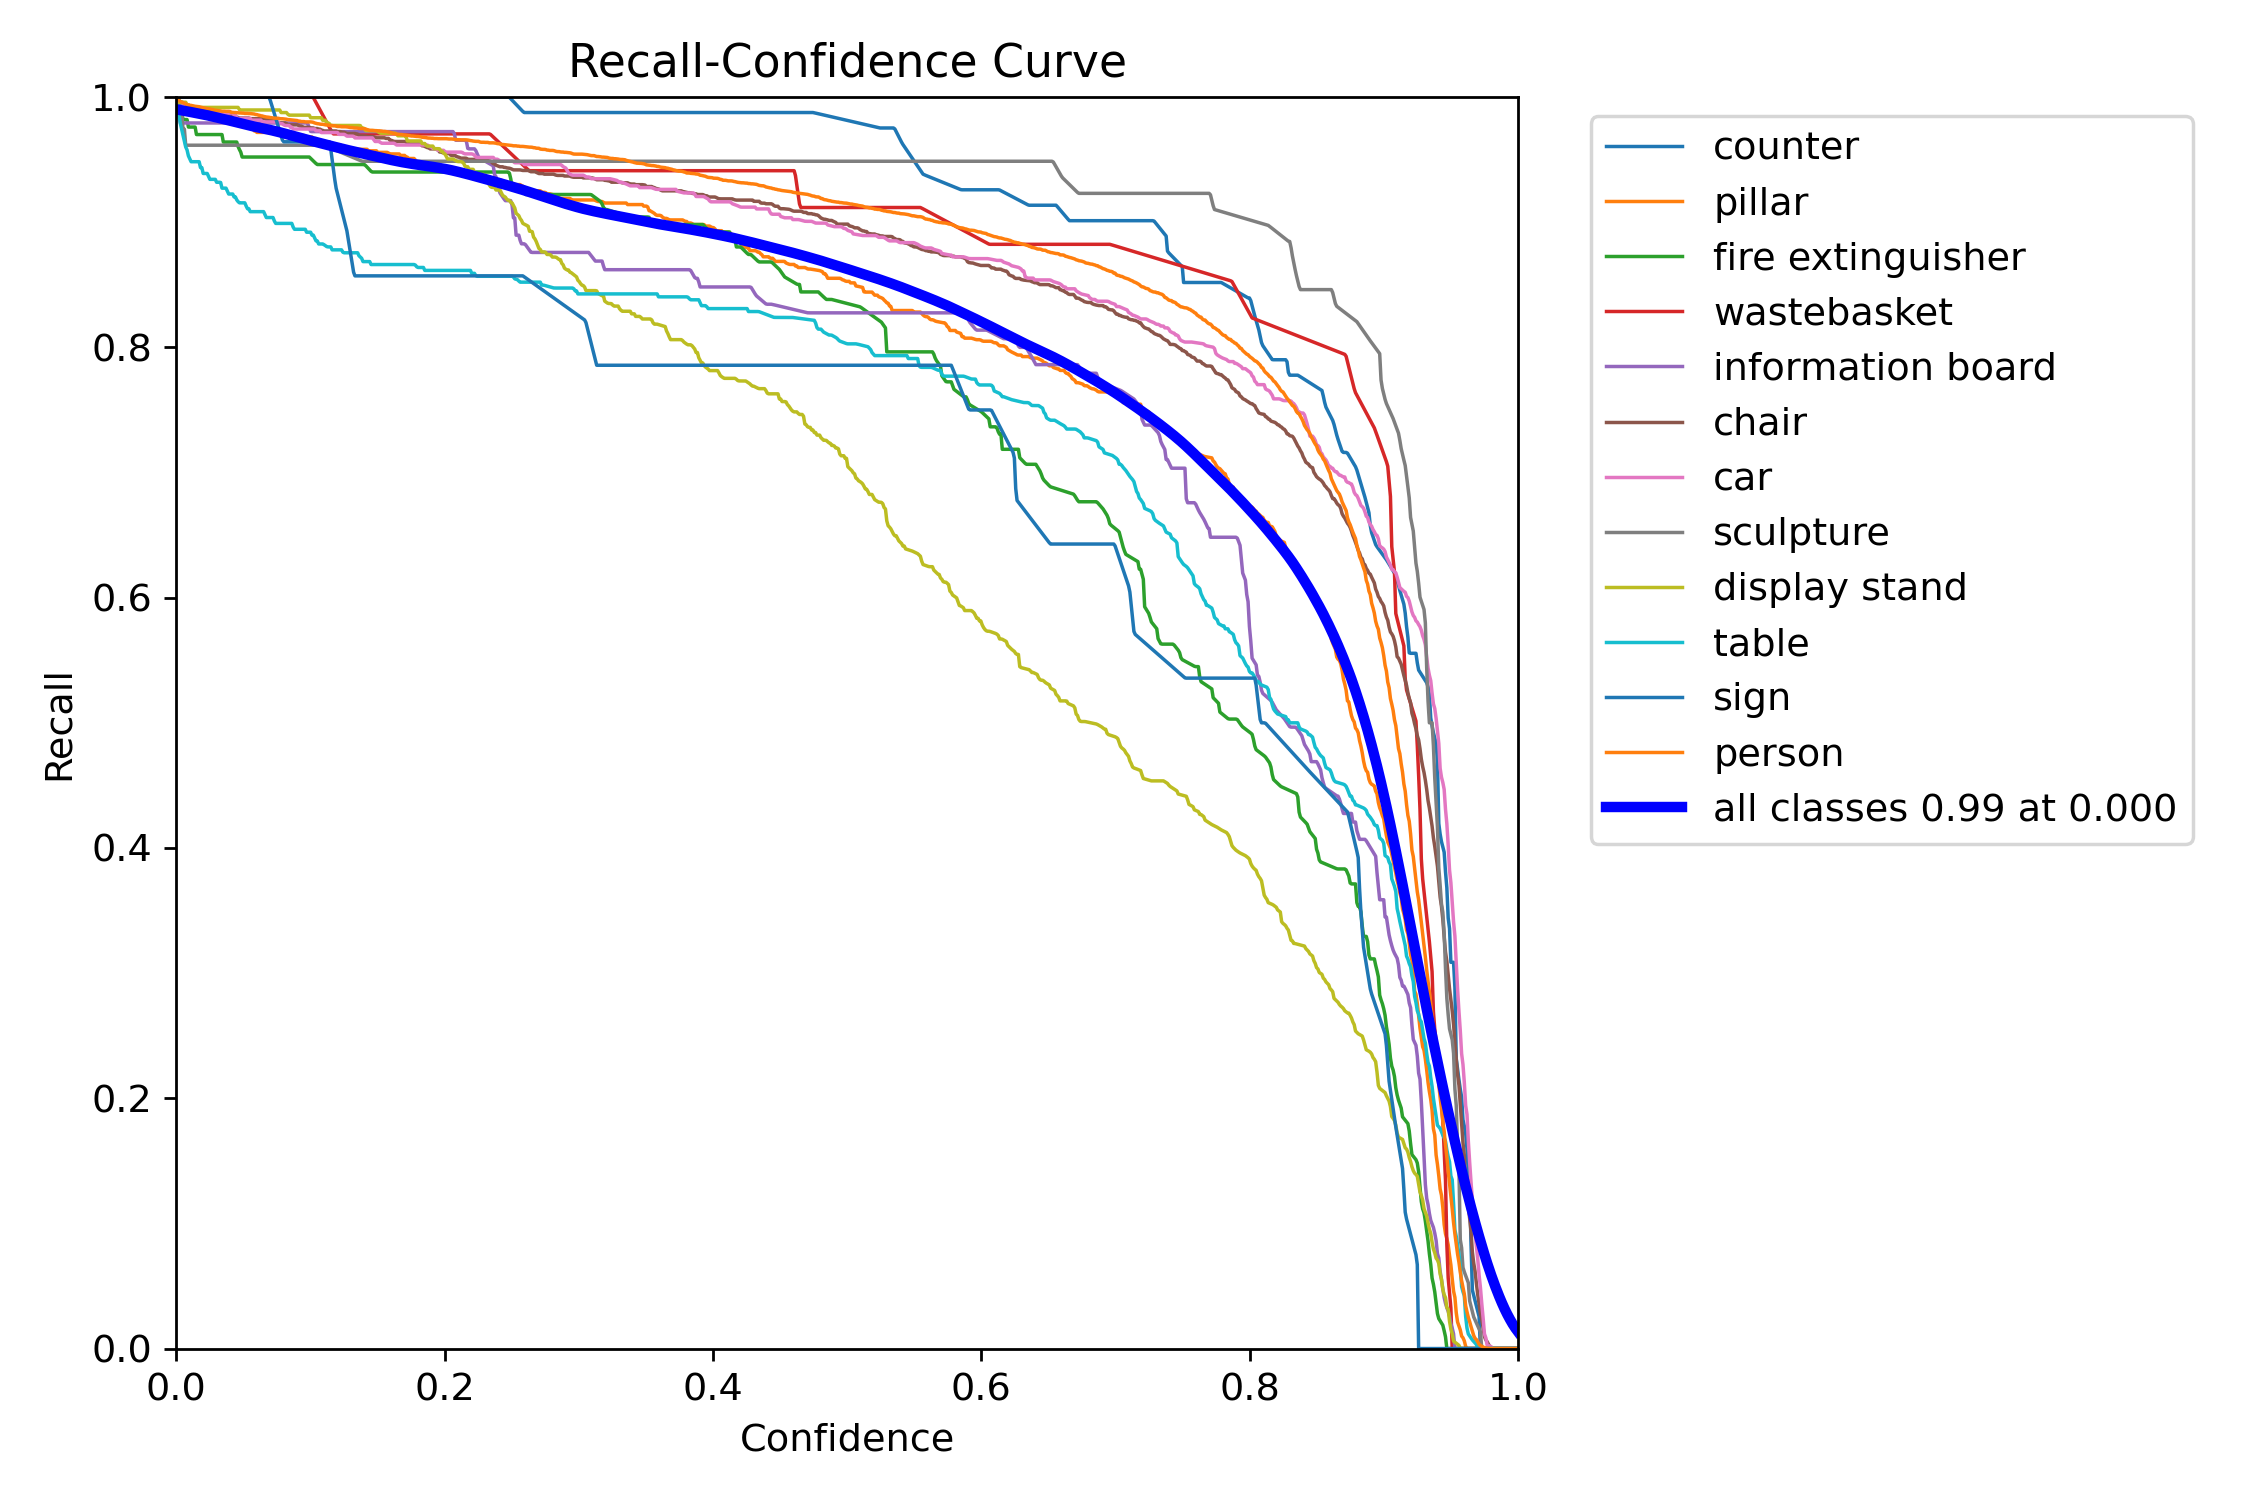 Recall-Confidence Curve
1.0
0.8
0.6
0.4
0.2
0.0
Recall
0.0 0.2 0.4 0.6 0.8 1.0
Confidence
counter
pillar
fire extinguisher
wastebasket
information board
chair
car
sculpture
display stand
table
sign
person
all classes 0.99 at 0.000